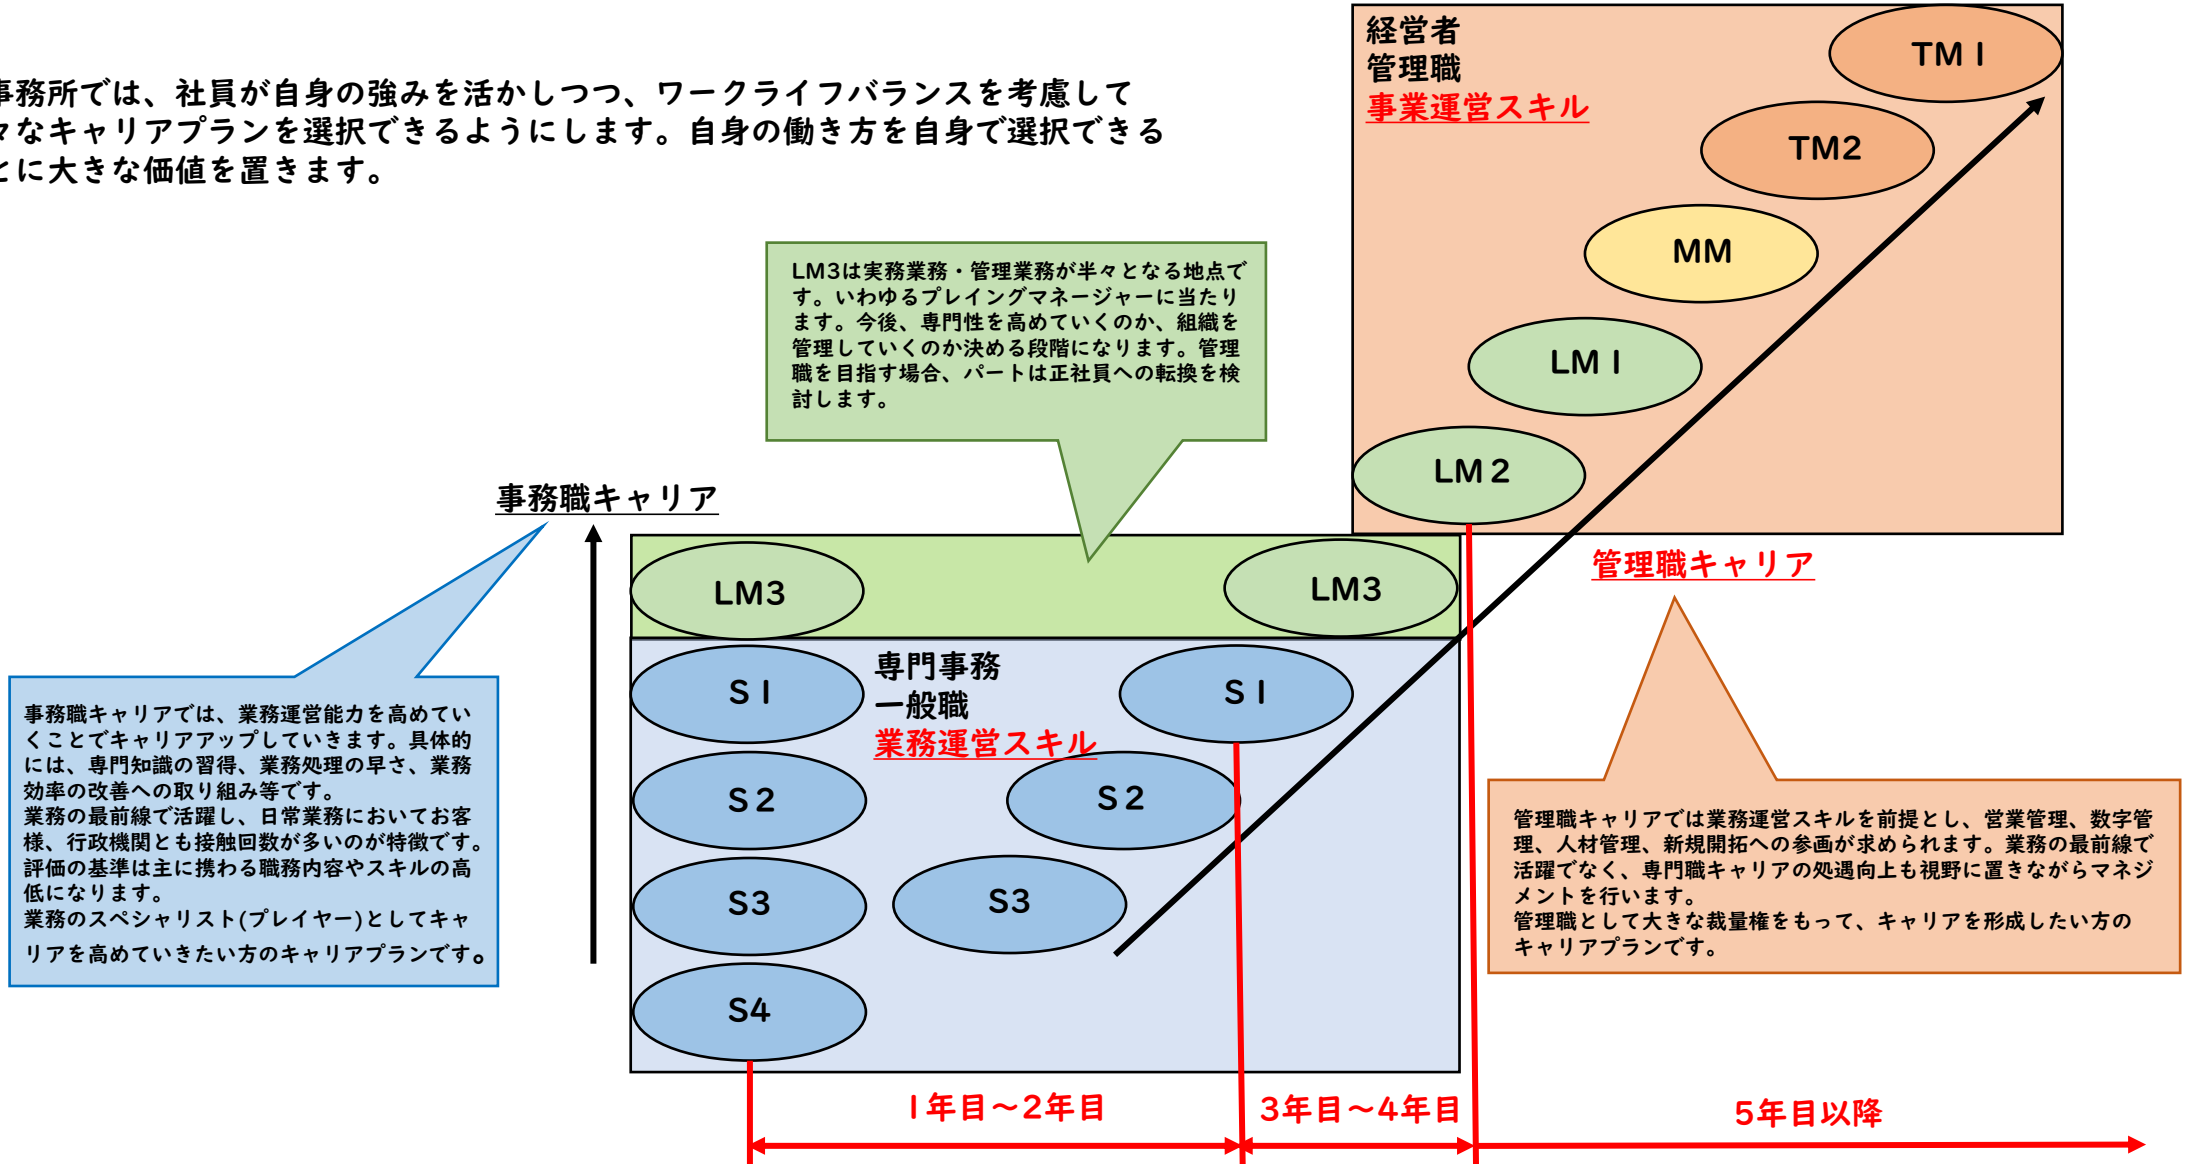 事務所では、社員が自身の強みを活かしつつ、ワークライフバランスを考慮して
々なキャリアプランを選択できるようにします。自身の働き方を自身で選択できる
とに大きな価値を置きます。
経営者
管理職
事業運営スキル
TM1
TM2
MM
LM1
LM2
LM3は実務業務・管理業務が半々となる地点で
す。いわゆるプレイングマネージャーに当たり
ます。今後、専門性を高めていくのか、組織を
管理していくのか決める段階になります。管理
職を目指す場合、パートは正社員への転換を検
討します。
事務職キャリア
管理職キャリア
LM3
LM3
専門事務
一般職
業務運営スキル
S1
S1
S2
S2
S3
S3
S4
事務職キャリアでは、業務運営能力を高めてい
くことでキャリアアップしていきます。具体的
には、専門知識の習得、業務処理の早さ、業務
効率の改善への取り組み等です。
業務の最前線で活躍し、日常業務においてお客
様、行政機関とも接触回数が多いのが特徴です。
評価の基準は主に携わる職務内容やスキルの高
低になります。
業務のスペシャリスト(プレイヤー)としてキャ
リアを高めていきたい方のキャリアプランです。
管理職キャリアでは業務運営スキルを前提とし、営業管理、数字管
理、人材管理、新規開拓への参画が求められます。業務の最前線で
活躍でなく、専門職キャリアの処遇向上も視野に置きながらマネジ
メントを行います。
管理職として大きな裁量権をもって、キャリアを形成したい方の
キャリアプランです。
1年目～2年目
3年目～4年目
5年目以降